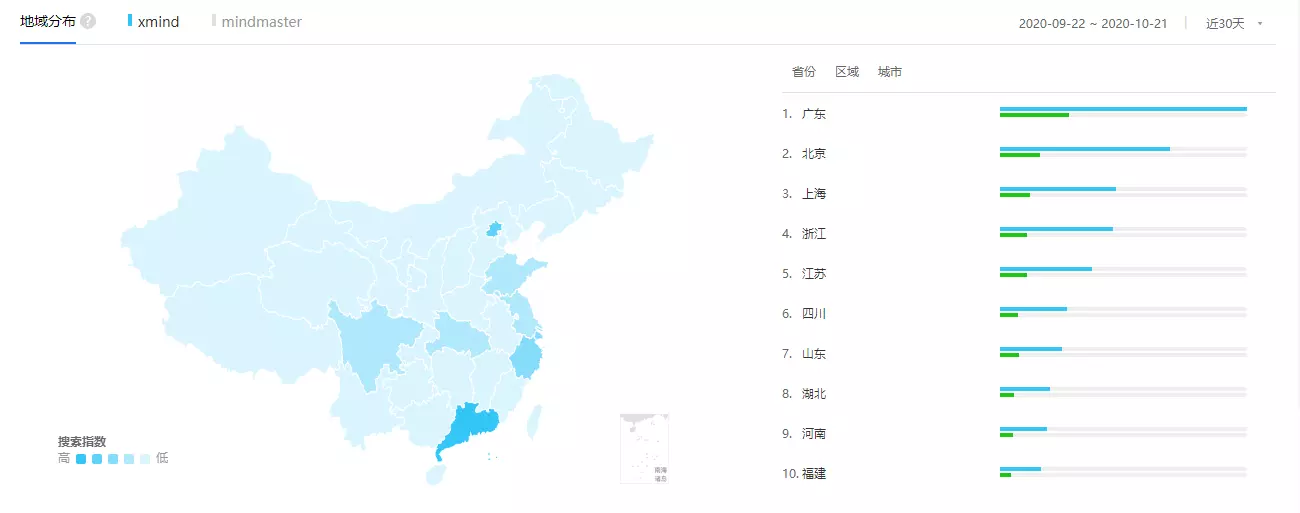 地域分布 ? xmind mindmaster 2020-09-22 ~ 2020-10-21 | 近30天
省份 区域 城市
1. 广东
2. 北京
3. 上海
4. 浙江
5. 江苏
6. 四川
7. 山东
8. 湖北
9. 河南
10. 福建
搜索指数
高 低
南海
诸岛